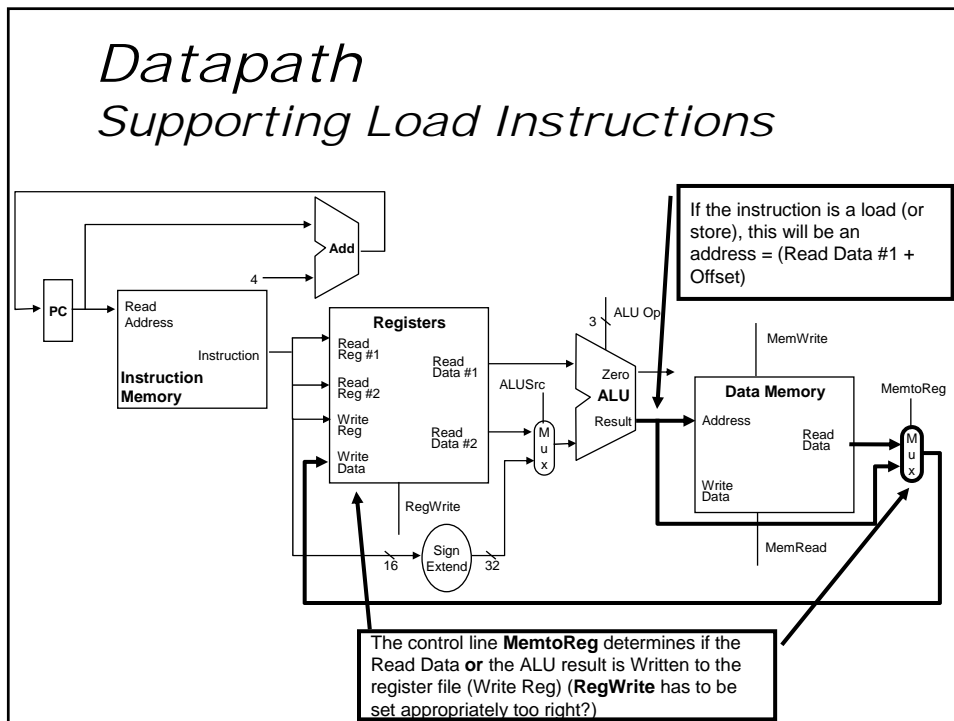 Datapath
Supporting Load Instructions
If the instruction is a load (or
store), this will be an
address = (Read Data #1 +
Offset)
Add
4
PC
Read
Address
Instruction
Instruction
Memory
Registers
Read
Reg #1
Read
Reg #2
Write
Reg
Write
Data
Read
Data #1
Read
Data #2
RegWrite
16
Sign
Extend
32
ALUSrc
M
u
x
3
ALU Op
Zero
ALU
Result
MemWrite
Data Memory
Address
Read
Data
Write
Data
MemRead
MemtoReg
M
u
x
The control line MemtoReg determines if the
Read Data or the ALU result is Written to the
register file (Write Reg) (RegWrite has to be
set appropriately too right?)